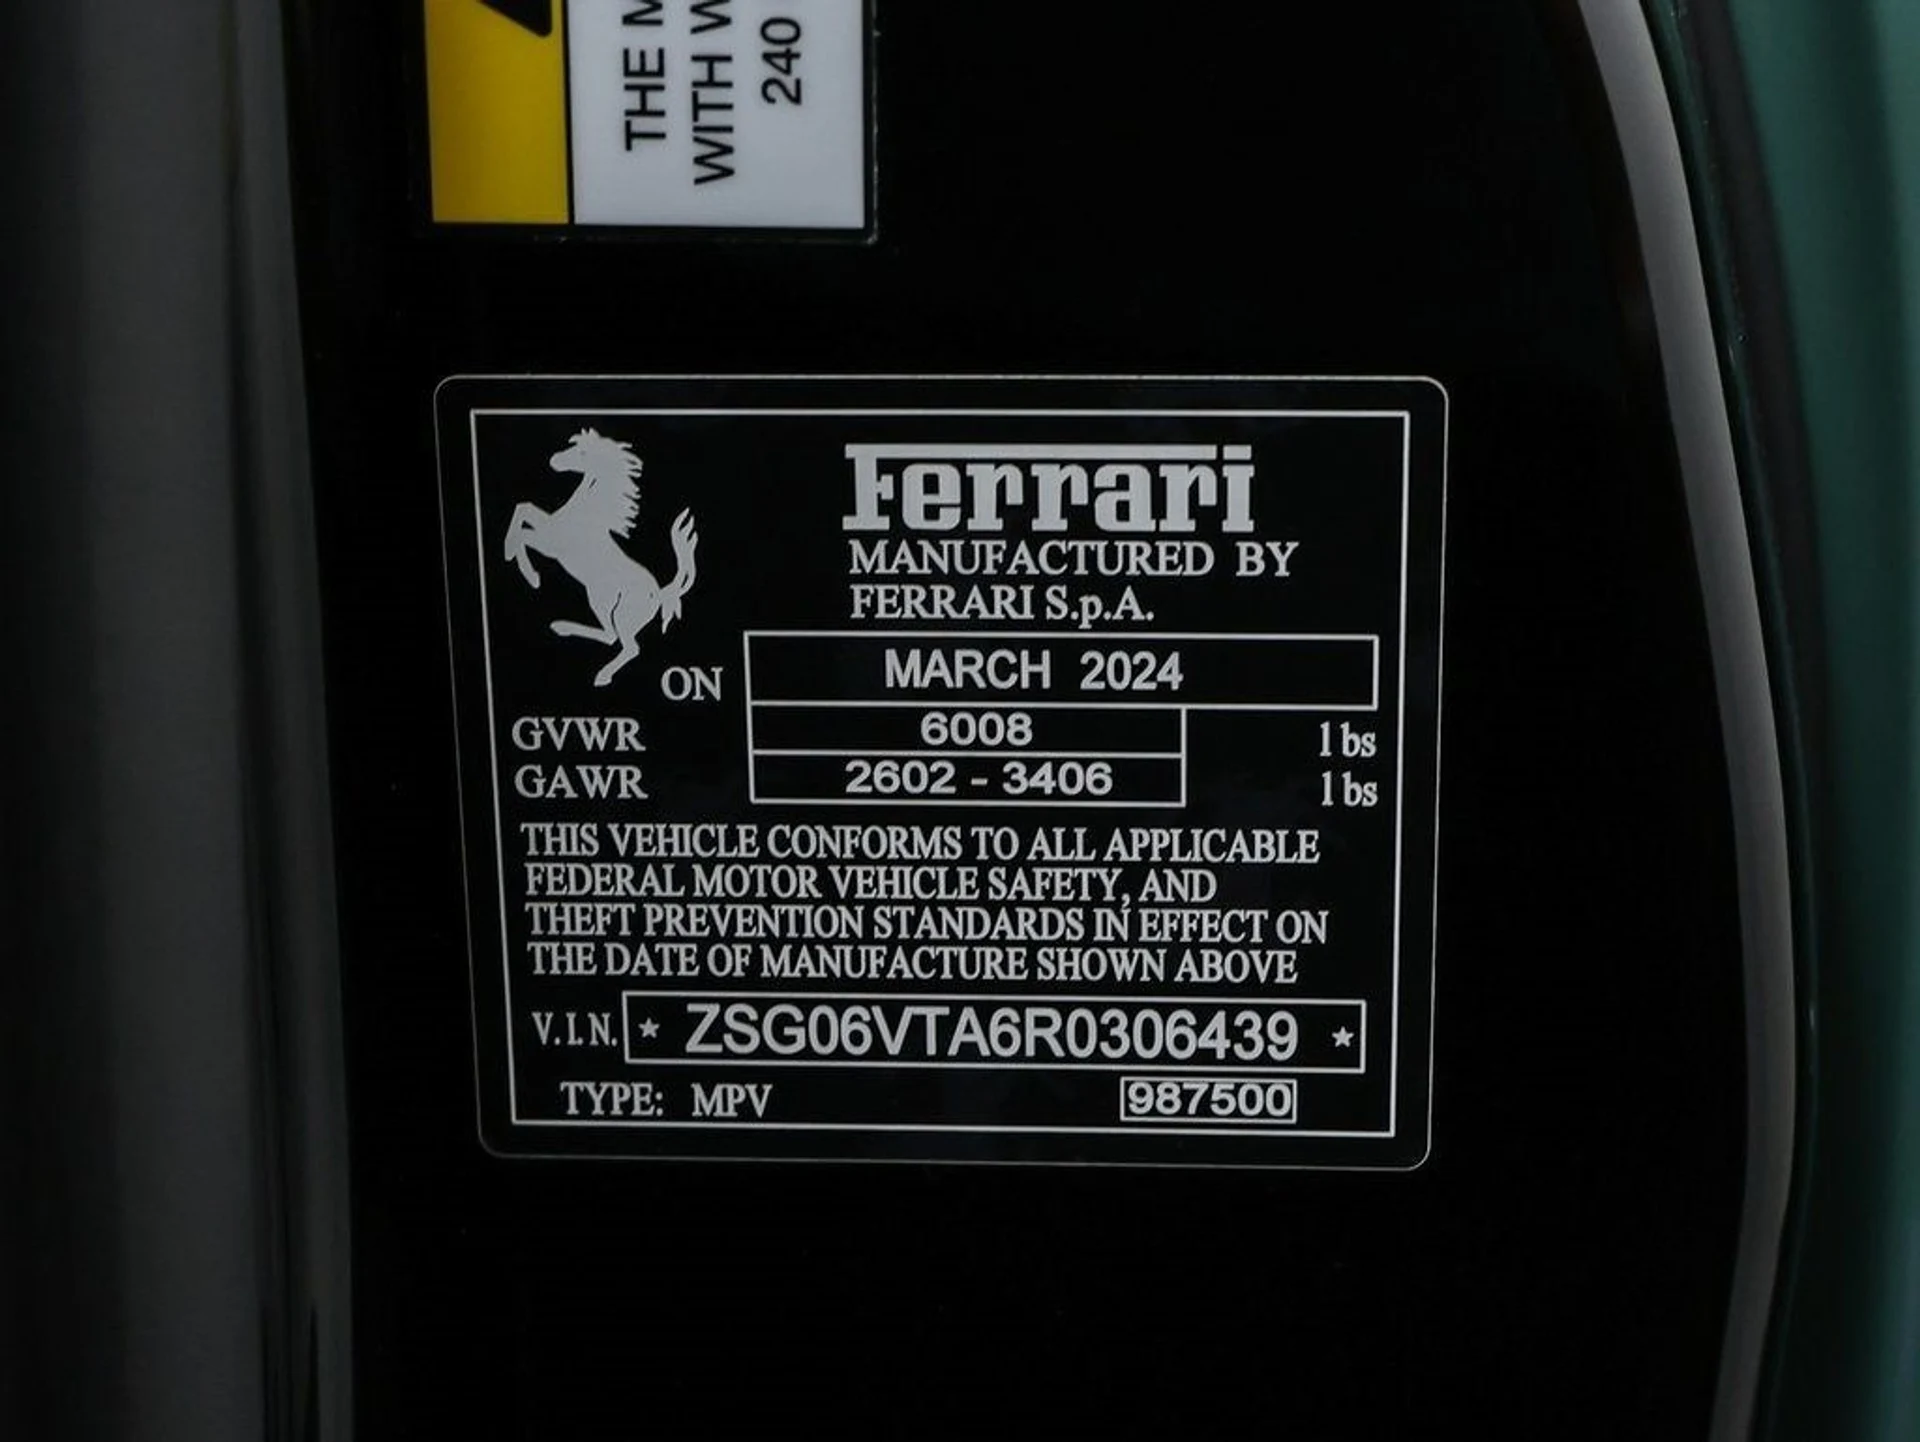 THE M
WITH W
240
Ferrari
MANUFACTURED BY
FERRARI S.p.A.
ON MARCH 2024
GVWR 6008 lbs
GAWR 2602 - 3406 lbs
THIS VEHICLE CONFORMS TO ALL APPLICABLE
FEDERAL MOTOR VEHICLE SAFETY, AND
THEFT PREVENTION STANDARDS IN EFFECT ON
THE DATE OF MANUFACTURE SHOWN ABOVE
V.I.N. * ZSG06VTA6R0306439 *
TYPE: MPV 987500